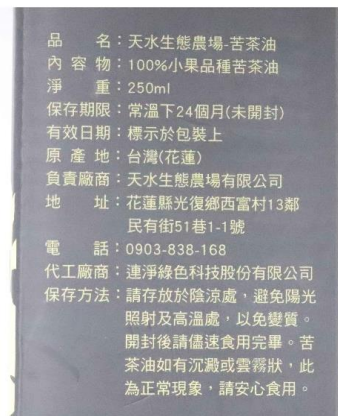 品　　名：天水生態農場-苦茶油
內 容 物：100%小果品種苦茶油
淨　　重：250ml
保存期限：常溫下24個月(未開封)
有效日期：標示於包裝上
原 產 地：台灣(花蓮)
負責廠商：天水生態農場有限公司
地　　址：花蓮縣光復鄉西富村13鄰
民有街51巷1-1號
電　　話：0903-838-168
代工廠商：連淨綠色科技股份有限公司
保存方法：請存放於陰涼處，避免陽光
照射及高溫處，以免變質。
開封後請儘速食用完畢。苦
茶油如有沉澱或雲霧狀，此
為正常現象，請安心食用。